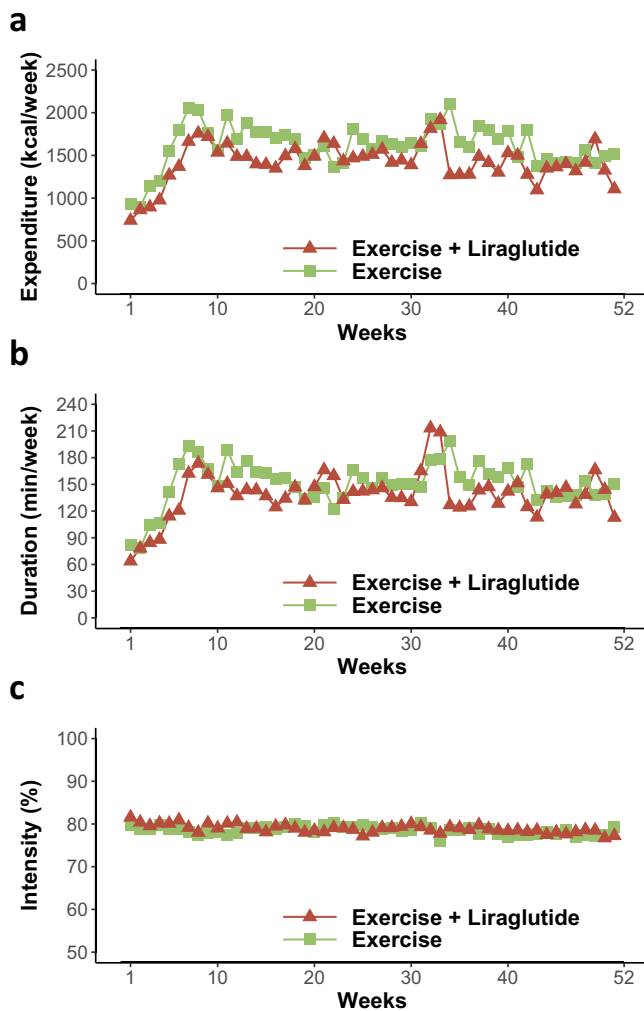 a
Expenditure (kcal/week)
2500
2000
1500
1000
500
0
Exercise + Liraglutide
Exercise
1 10 20 30 40 52
Weeks
b
Duration (min/week)
240
210
180
150
120
90
60
30
0
Exercise + Liraglutide
Exercise
1 10 20 30 40 52
Weeks
c
Intensity (%)
100
90
80
70
60
50
Exercise + Liraglutide
Exercise
1 10 20 30 40 52
Weeks